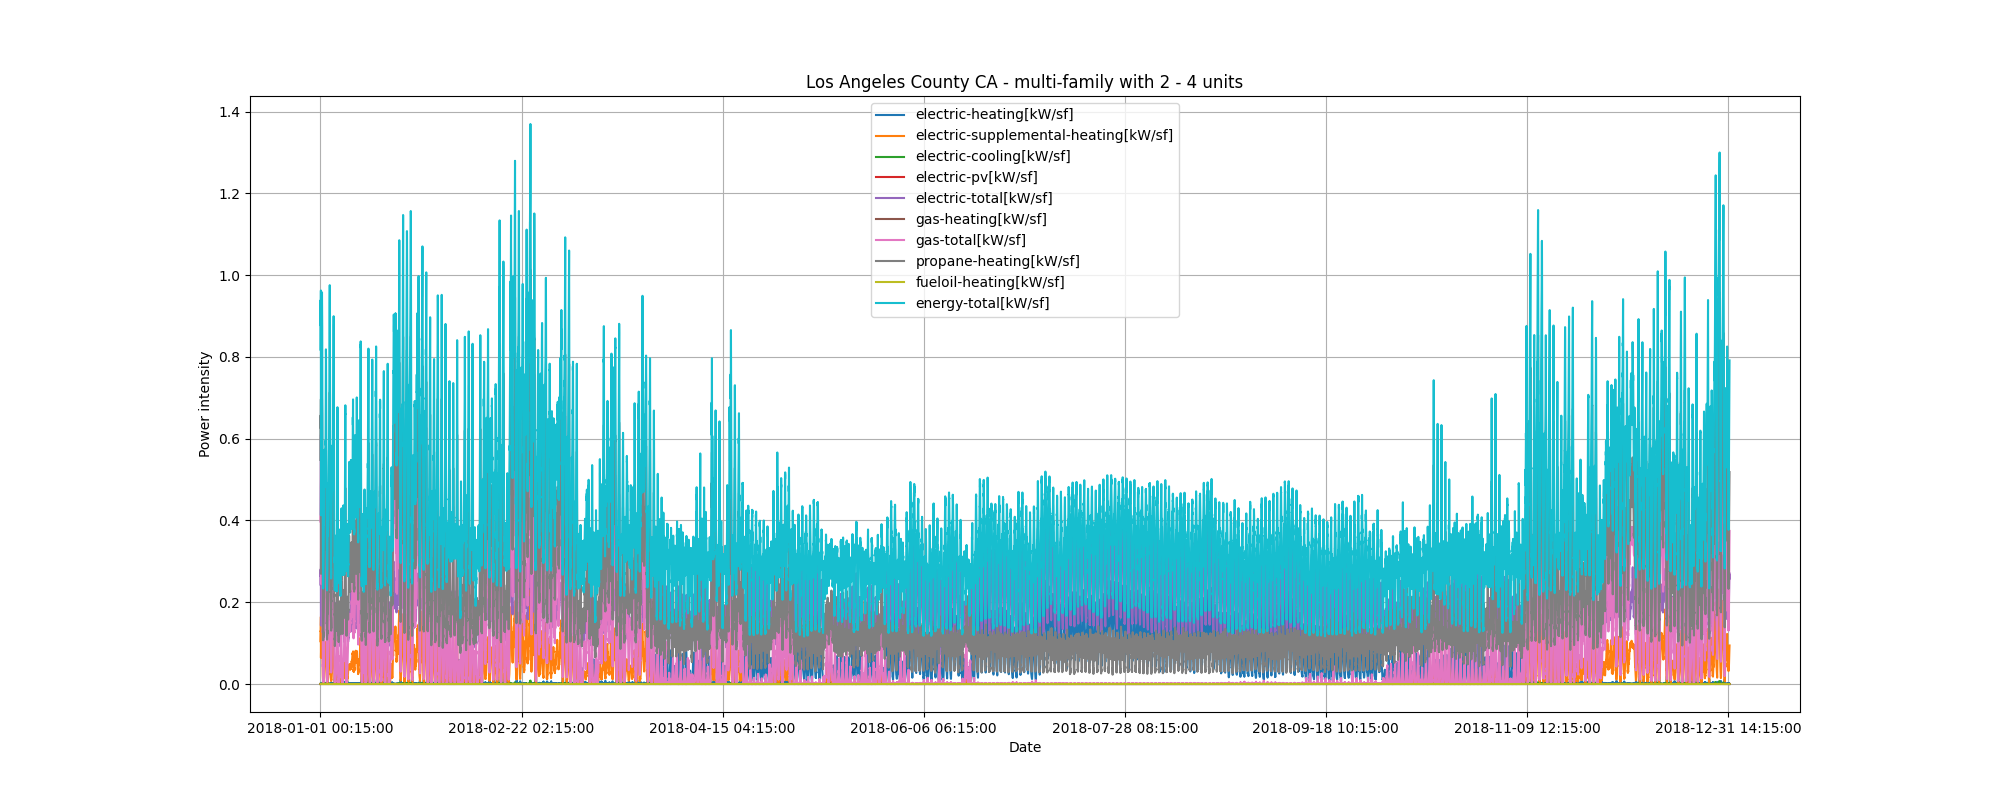 Los Angeles County CA - multi-family with 2 - 4 units
electric-heating[kW/sf]
electric-supplemental-heating[kW/sf]
electric-cooling[kW/sf]
electric-pv[kW/sf]
electric-total[kW/sf]
gas-heating[kW/sf]
gas-total[kW/sf]
propane-heating[kW/sf]
fueloil-heating[kW/sf]
energy-total[kW/sf]
Power intensity
1.4
1.2
1.0
0.8
0.6
0.4
0.2
0.0
2018-01-01 00:15:00 2018-02-22 02:15:00 2018-04-15 04:15:00 2018-06-06 06:15:00 2018-07-28 08:15:00 2018-09-18 10:15:00 2018-11-09 12:15:00 2018-12-31 14:15:00
Date